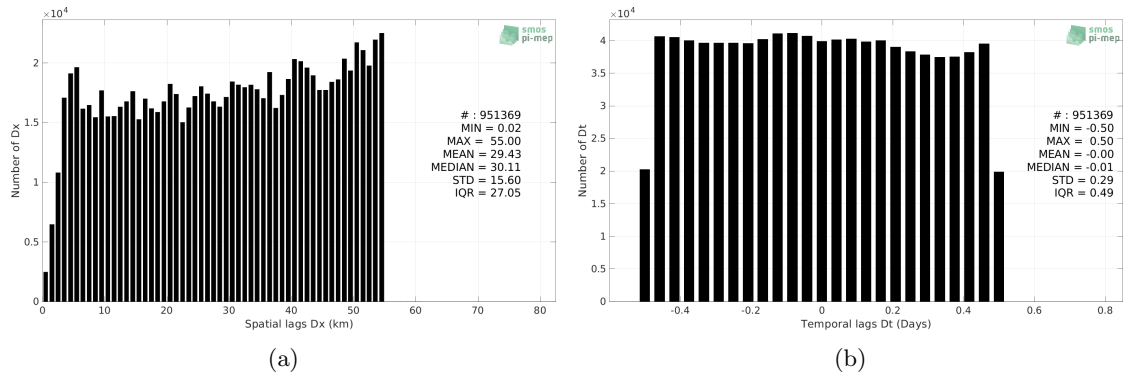 ×10⁴
2
1.5
1
0.5
0
Number of Dx
0 10 20 30 40 50 60 70 80
Spatial lags Dx (km)
smos
pi-mep
# : 951369
MIN = 0.02
MAX = 55.00
MEAN = 29.43
MEDIAN = 30.11
STD = 15.60
IQR = 27.05
(a)
×10⁴
4
3.5
3
2.5
2
1.5
1
0.5
0
Number of Dt
-0.4 -0.2 0 0.2 0.4 0.6 0.8
Temporal lags Dt (Days)
smos
pi-mep
# : 951369
MIN = -0.50
MAX = 0.50
MEAN = -0.00
MEDIAN = -0.01
STD = 0.29
IQR = 0.49
(b)